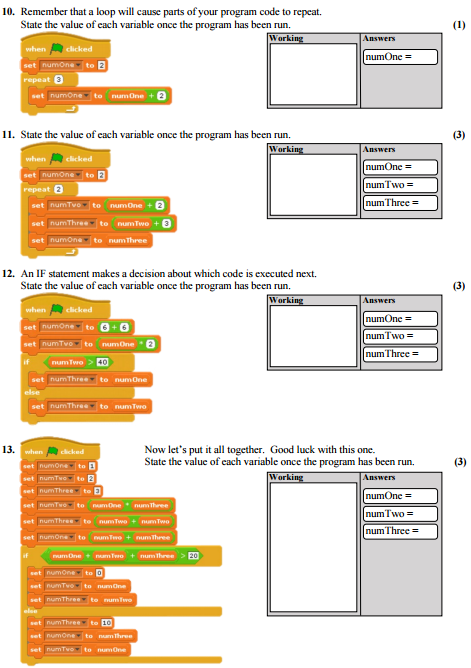 10. Remember that a loop will cause parts of your program code to repeat.
State the value of each variable once the program has been run. (1)
when clicked
set numOne to 2
repeat 3
set numOne to numOne + 2
Working Answers
numOne =
11. State the value of each variable once the program has been run. (3)
when clicked
set numOne to 2
repeat 2
set numTwo to numOne + 2
set numThree to numTwo + 3
set numOne to numThree
Working Answers
numOne =
numTwo =
numThree =
12. An IF statement makes a decision about which code is executed next.
State the value of each variable once the program has been run. (3)
when clicked
set numOne to 6 + 6
set numTwo to numOne * 2
if numTwo > 40
set numThree to numOne
else
set numThree to numTwo
Working Answers
numOne =
numTwo =
numThree =
13. Now let's put it all together. Good luck with this one.
State the value of each variable once the program has been run. (3)
when clicked
set numOne to 1
set numTwo to 2
set numThree to 3
set numTwo to numOne * numThree
set numThree to numTwo + numTwo
set numOne to numTwo + numThree
if numOne + numTwo + numThree > 20
set numOne to 0
set numTwo to numOne
set numThree to numTwo
else
set numThree to 10
set numOne to numThree
set numTwo to numOne
Working Answers
numOne =
numTwo =
numThree =